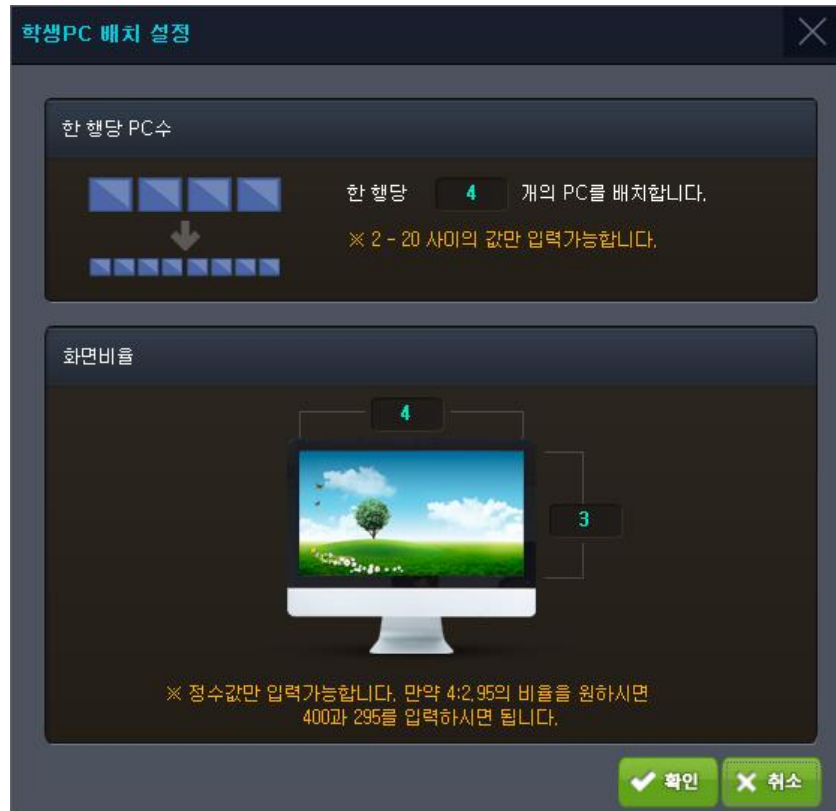 학생PC 배치 설정
한 행당 PC수
한 행당 4 개의 PC를 배치합니다.
※ 2 - 20 사이의 값만 입력가능합니다.
화면비율
4
3
※ 정수값만 입력가능합니다. 만약 4:2.95의 비율을 원하시면
400과 295를 입력하시면 됩니다.
확인 취소